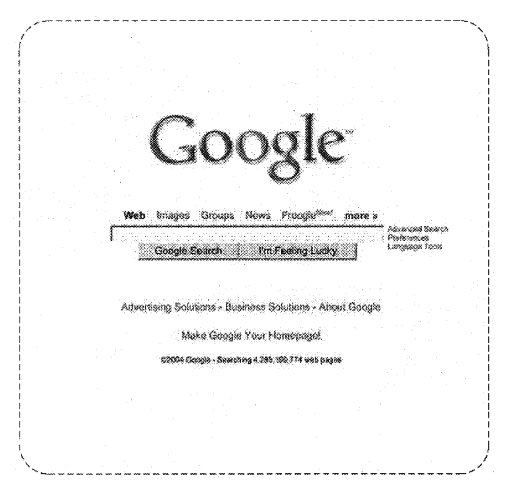 Google™
Web Images Groups News Froogle New! more »
Advanced Search
Preferences
Language Tools
Google Search I'm Feeling Lucky
Advertising Solutions - Business Solutions - About Google
Make Google Your Homepage!
©2004 Google - Searching 4,285,199,774 web pages